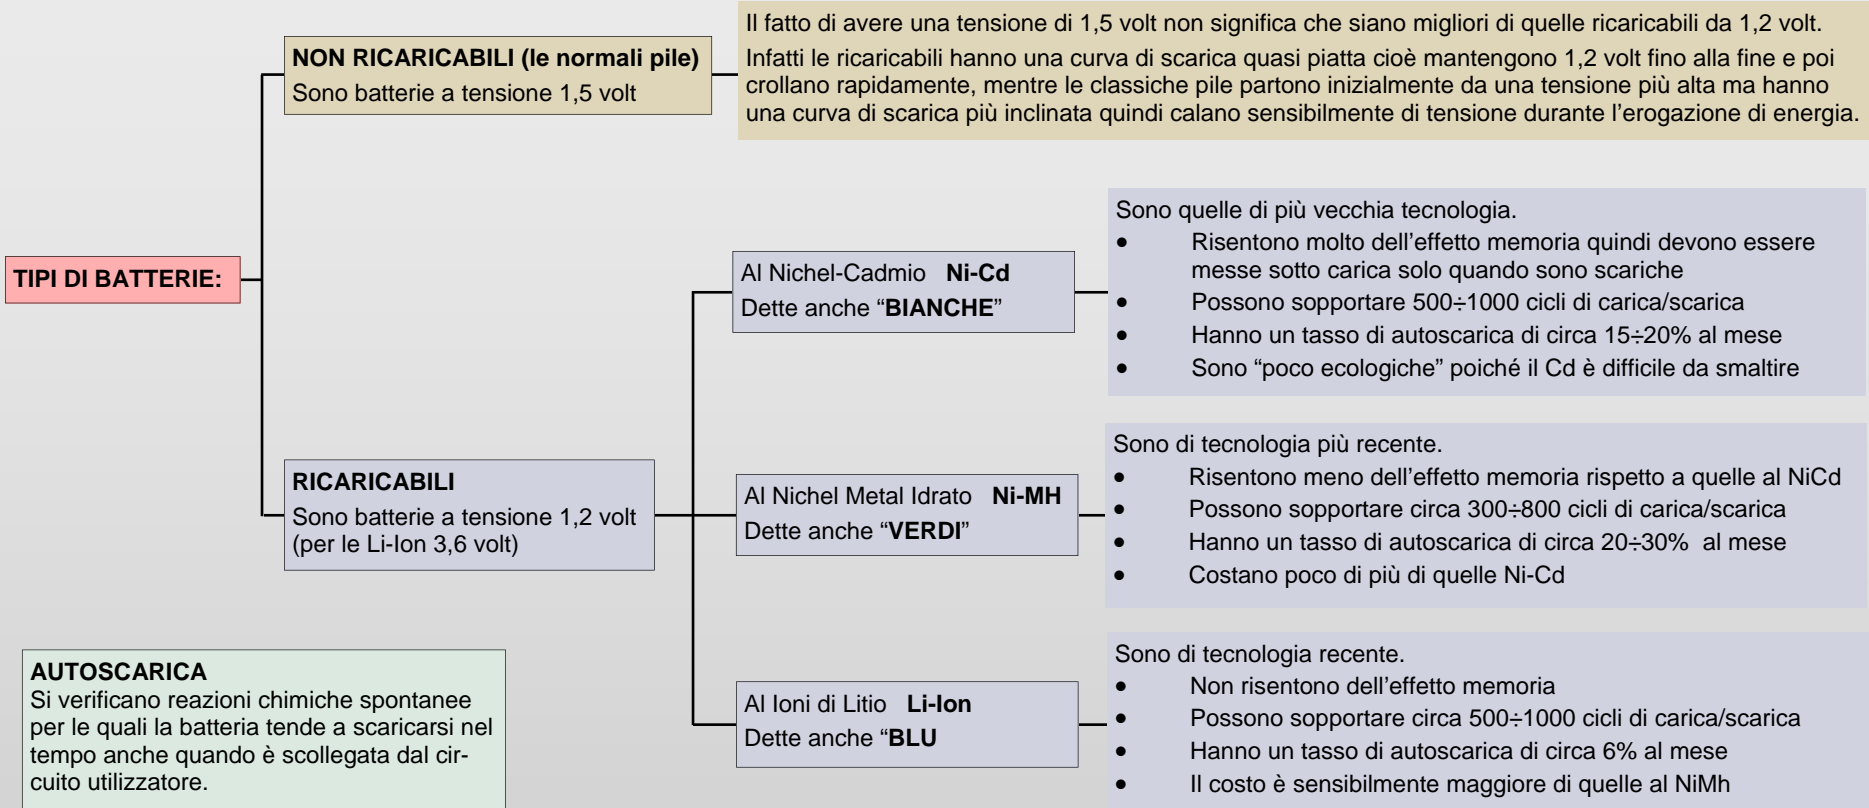 Il fatto di avere una tensione di 1,5 volt non significa che siano migliori di quelle ricaricabili da 1,2 volt.
Infatti le ricaricabili hanno una curva di scarica quasi piatta cioè mantengono 1,2 volt fino alla fine e poi
crollano rapidamente, mentre le classiche pile partono inizialmente da una tensione più alta ma hanno
una curva di scarica più inclinata quindi calano sensibilmente di tensione durante l’erogazione di energia.
NON RICARICABILI (le normali pile)
Sono batterie a tensione 1,5 volt
TIPI DI BATTERIE:
RICARICABILI
Sono batterie a tensione 1,2 volt
(per le Li-Ion 3,6 volt)
Al Nichel-Cadmio Ni-Cd
Dette anche “BIANCHE”
Sono quelle di più vecchia tecnologia.
• Risentono molto dell’effetto memoria quindi devono essere
messe sotto carica solo quando sono scariche
• Possono sopportare 500÷1000 cicli di carica/scarica
• Hanno un tasso di autoscarica di circa 15÷20% al mese
• Sono “poco ecologiche” poiché il Cd è difficile da smaltire
Al Nichel Metal Idrato Ni-MH
Dette anche “VERDI”
Sono di tecnologia più recente.
• Risentono meno dell’effetto memoria rispetto a quelle al NiCd
• Possono sopportare circa 300÷800 cicli di carica/scarica
• Hanno un tasso di autoscarica di circa 20÷30% al mese
• Costano poco di più di quelle Ni-Cd
Al Ioni di Litio Li-Ion
Dette anche “BLU
Sono di tecnologia recente.
• Non risentono dell’effetto memoria
• Possono sopportare circa 500÷1000 cicli di carica/scarica
• Hanno un tasso di autoscarica di circa 6% al mese
• Il costo è sensibilmente maggiore di quelle al NiMh
AUTOSCARICA
Si verificano reazioni chimiche spontanee
per le quali la batteria tende a scaricarsi nel
tempo anche quando è scollegata dal cir-
cuito utilizzatore.